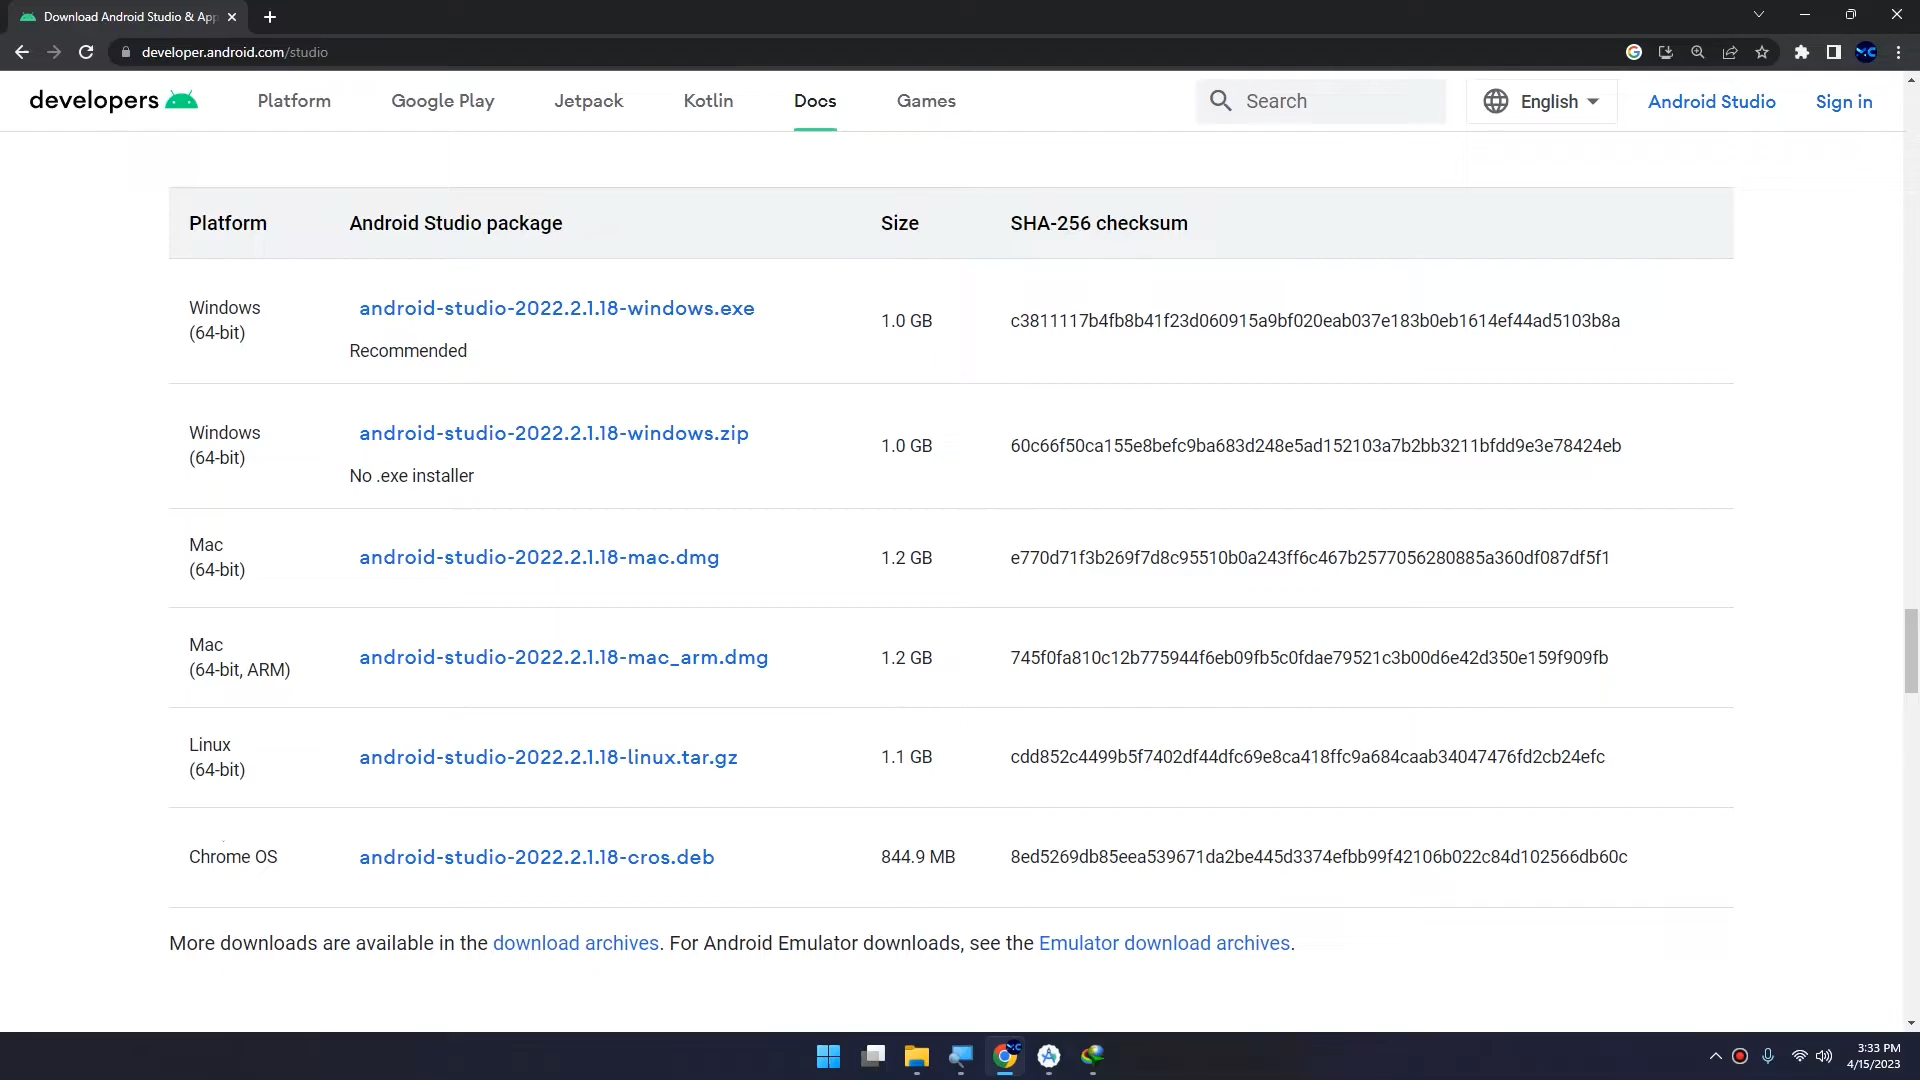 Download Android Studio & App
developer.android.com/studio
developers
Platform
Google Play
Jetpack
Kotlin
Docs
Games
Search
English
Android Studio
Sign in
Platform
Android Studio package
Size
SHA-256 checksum
Windows
(64-bit)
android-studio-2022.2.1.18-windows.exe
Recommended
1.0 GB
c3811117b4fb8b41f23d060915a9bf020eab037e183b0eb1614ef44ad5103b8a
Windows
(64-bit)
android-studio-2022.2.1.18-windows.zip
No .exe installer
1.0 GB
60c66f50ca155e8befc9ba683d248e5ad152103a7b2bb3211bfdd9e3e78424eb
Mac
(64-bit)
android-studio-2022.2.1.18-mac.dmg
1.2 GB
e770d71f3b269f7d8c95510b0a243ff6c467b2577056280885a360df087df5f1
Mac
(64-bit, ARM)
android-studio-2022.2.1.18-mac_arm.dmg
1.2 GB
745f0fa810c12b775944f6eb09fb5c0fdae79521c3b00d6e42d350e159f909fb
Linux
(64-bit)
android-studio-2022.2.1.18-linux.tar.gz
1.1 GB
cdd852c4499b5f7402df44dfc69e8ca418ffc9a684caab34047476fd2cb24efc
Chrome OS
android-studio-2022.2.1.18-cros.deb
844.9 MB
8ed5269db85eea539671da2be445d3374efbb99f42106b022c84d102566db60c
More downloads are available in the download archives. For Android Emulator downloads, see the Emulator download archives.
3:33 PM
4/15/2023